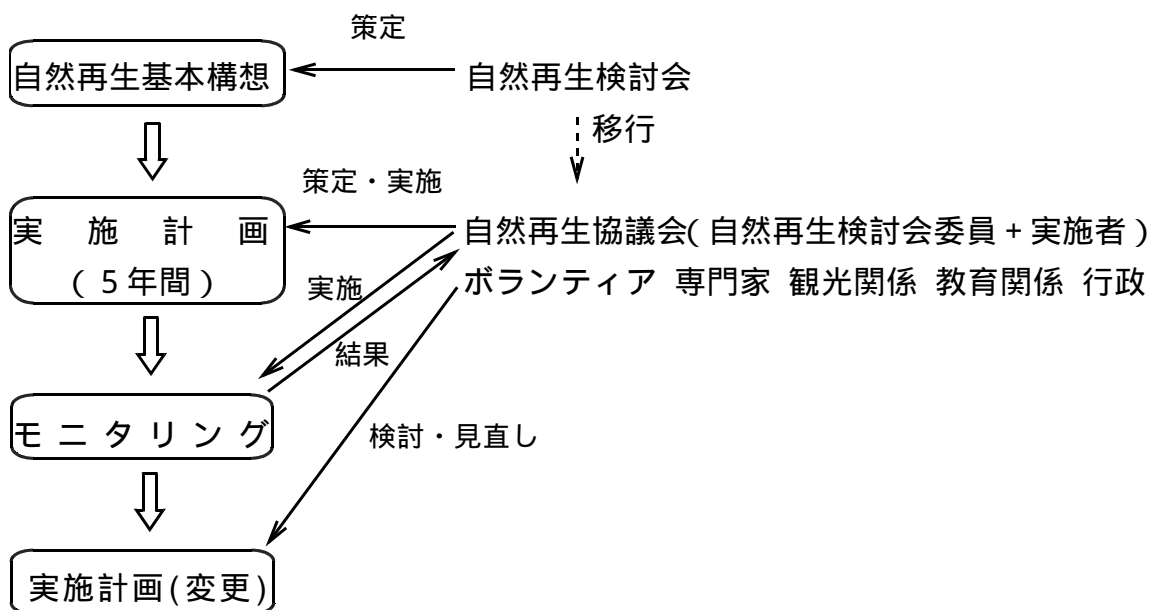 策定
自然再生基本構想
自然再生検討会
移行
策定・実施
実施計画
(5年間)
自然再生協議会(自然再生検討会委員+実施者)
ボランティア 専門家 観光関係 教育関係 行政
実施
結果
モニタリング
検討・見直し
実施計画(変更)